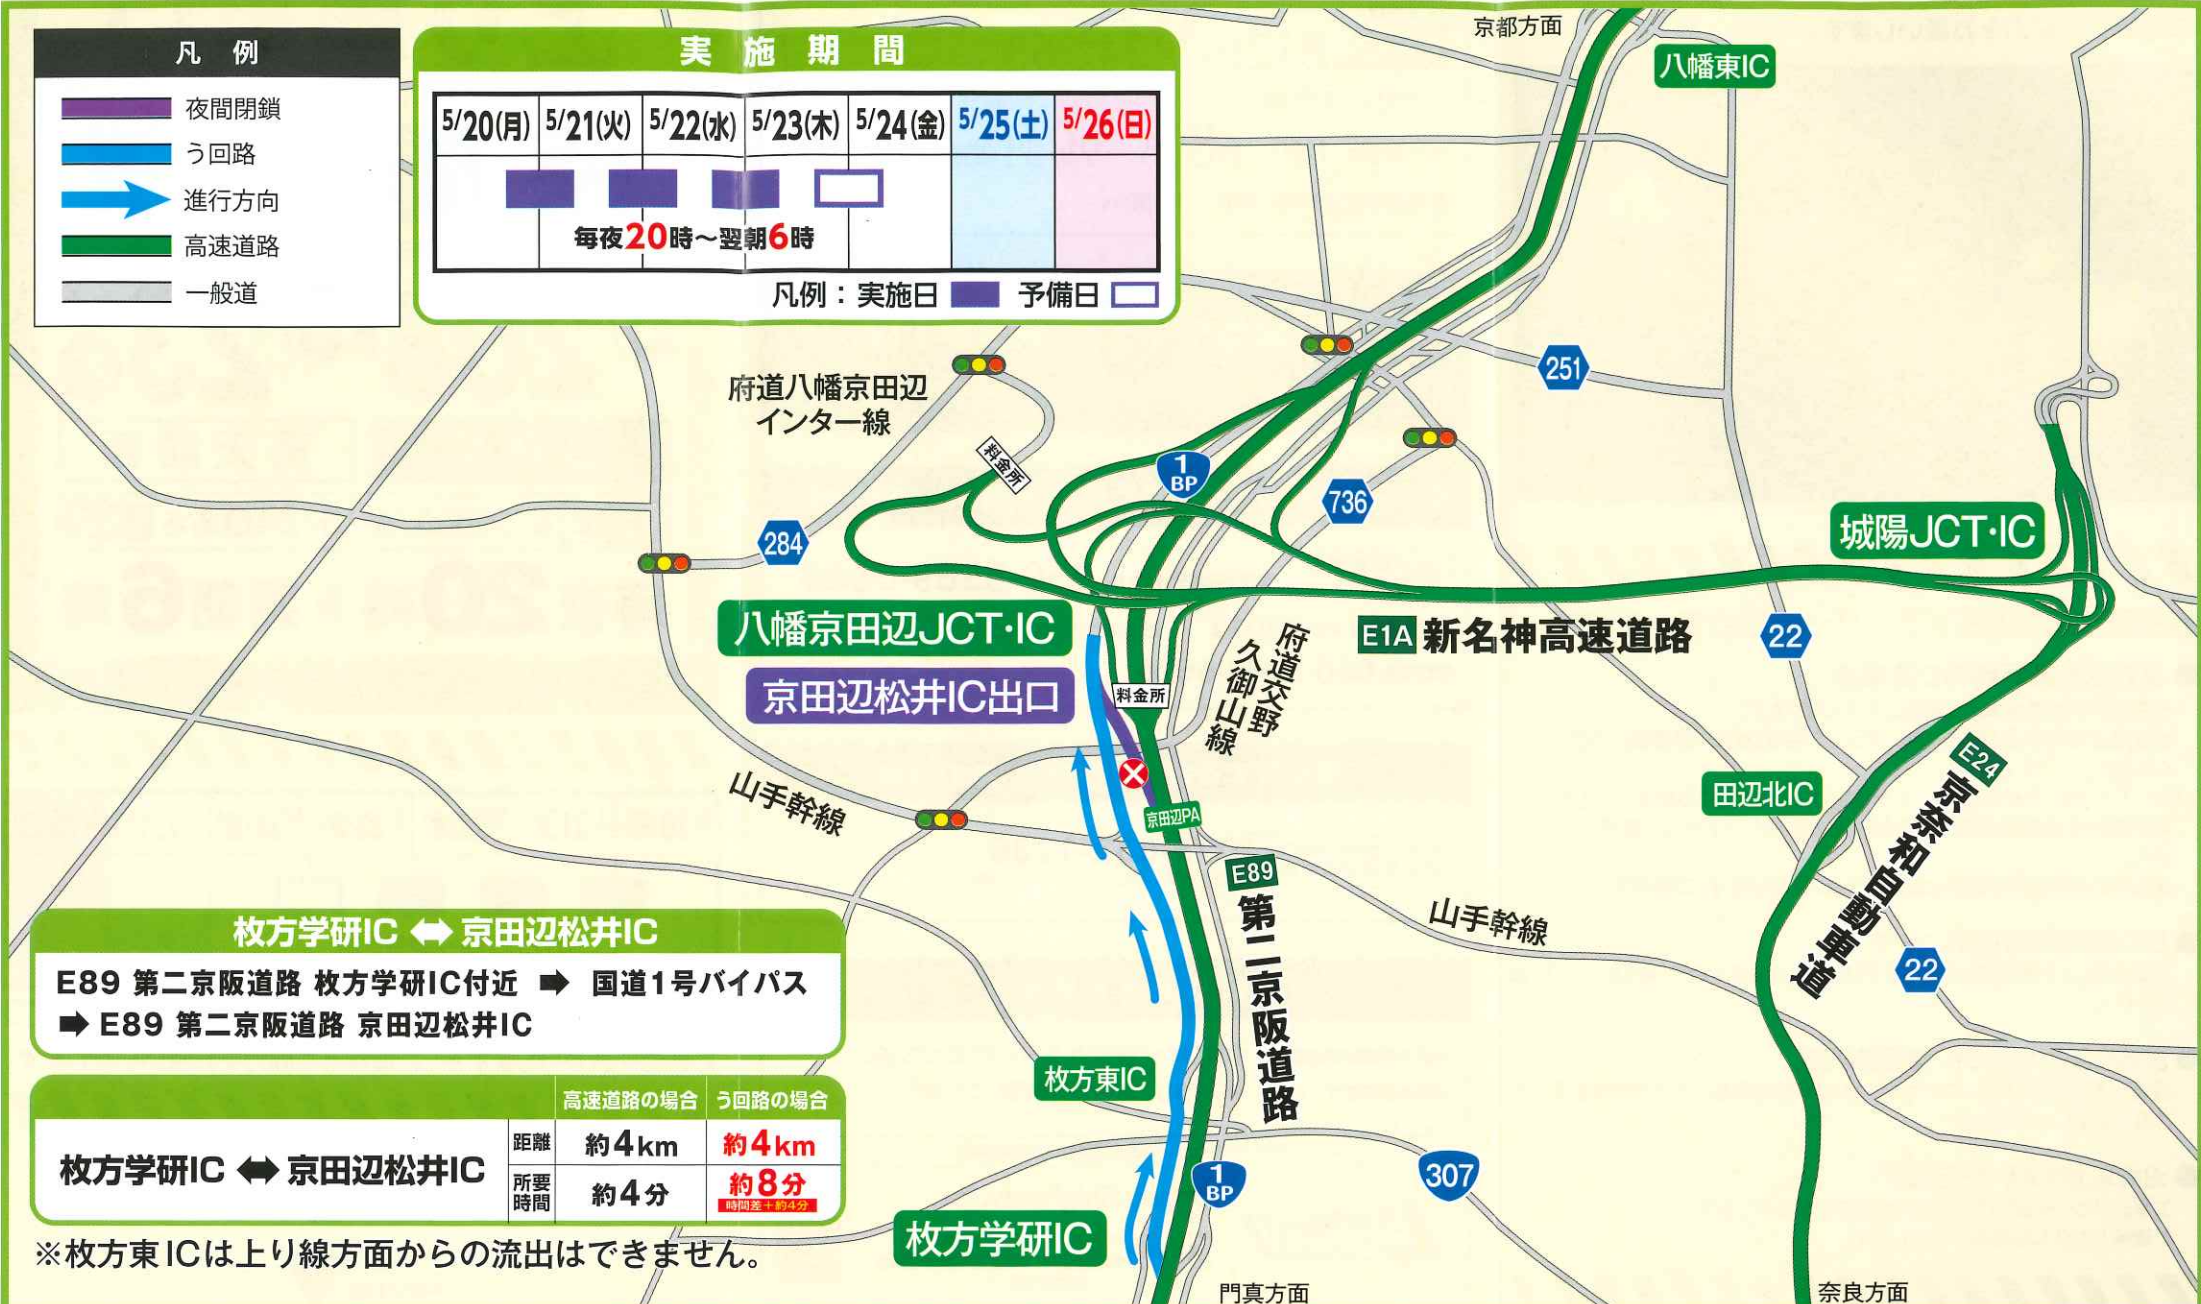 凡 例
夜間閉鎖
う回路
進行方向
高速道路
一般道
実施期間
5/20(月) 5/21(火) 5/22(水) 5/23(木) 5/24(金) 5/25(土) 5/26(日)
毎夜20時～翌朝6時
凡例：実施日 予備日
京都方面
八幡東IC
府道八幡京田辺
インター線
料金所
284
1
BP
251
736
城陽JCT・IC
八幡京田辺JCT・IC
京田辺松井IC出口
料金所
府道交野
久御山線
E1A 新名神高速道路
22
山手幹線
京田辺PA
田辺北IC
E24
京奈和自動車道
E89
第二京阪道路
山手幹線
22
枚方学研IC ⬌ 京田辺松井IC
E89 第二京阪道路 枚方学研IC付近 ➡ 国道1号バイパス
➡ E89 第二京阪道路 京田辺松井IC
枚方東IC
高速道路の場合 う回路の場合
枚方学研IC ⬌ 京田辺松井IC
距離 約4km 約4km
所要
時間 約4分 約8分
時間差+約4分
1
BP
307
枚方学研IC
※枚方東ICは上り線方面からの流出はできません。
門真方面
奈良方面